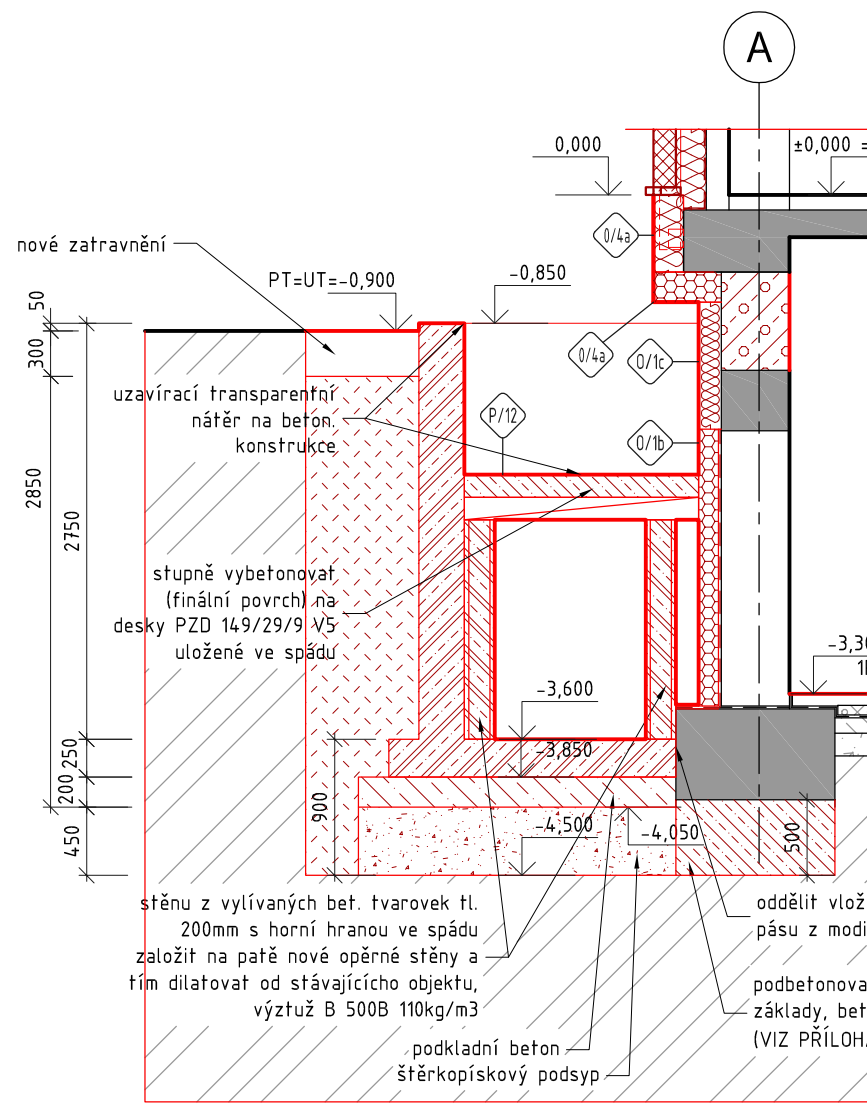 A
0,000
±0,000 =
0/4a
nové zatravnění
PT=UT=-0,900
-0,850
50
300
0/4a
0/1c
uzavírací transparentní
nátěr na beton.
konstrukce
P/12
0/1b
2850
2750
stupně vybetonovat
(finální povrch) na
desky PZD 149/29/9 V5
uložené ve spádu
-3,600
-3,850
250
200
900
450
-4,500
-4,050
500
stěnu z vylívaných bet. tvarovek tl.
200mm s horní hranou ve spádu
založit na patě nové opěrné stěny a
tím dilatovat od stávajícího objektu,
výztuž B 500B 110kg/m3
oddělit
pásu z
základy,
(VIZ
podkladní beton
štěrkopískový podsyp